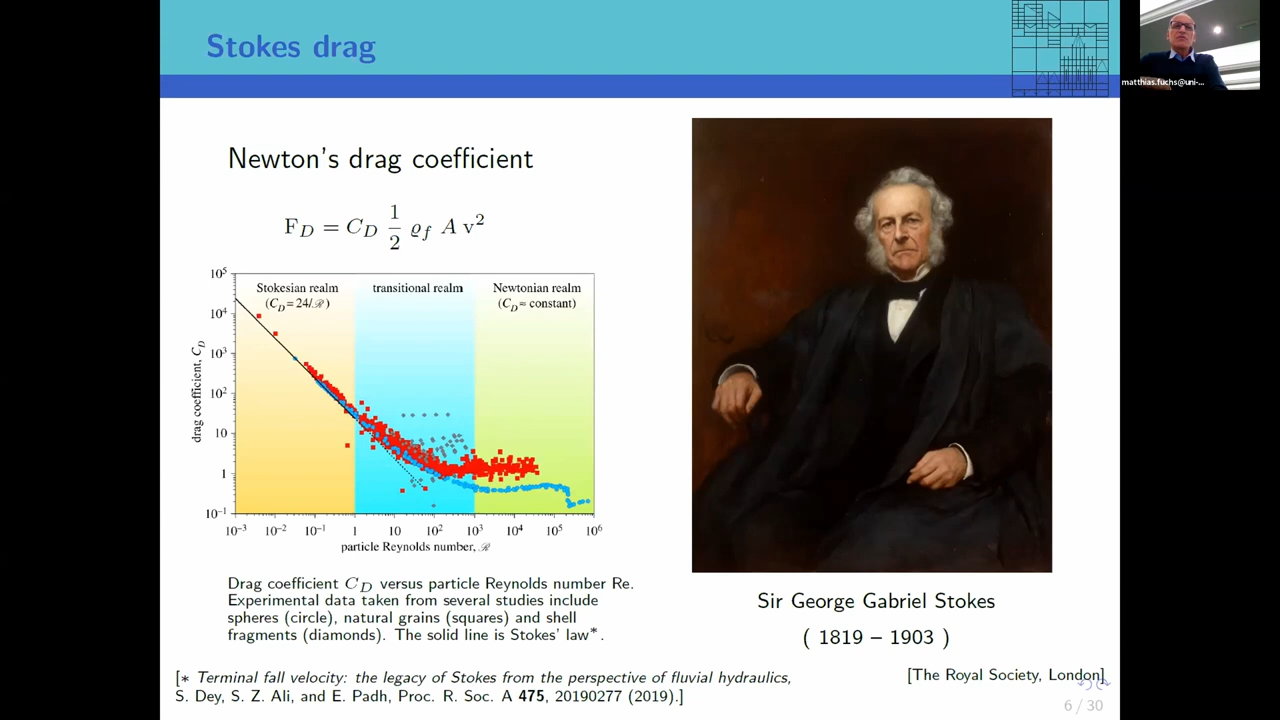 Stokes drag
matthias.fuchs@uni-...
Newton's drag coefficient
F_D = C_D 1/2 ϱ_f A v²
10⁵
10⁴
10³
10²
10
1
10⁻¹
drag coefficient, C_D
Stokesian realm
(C_D = 24/ℛ)
transitional realm
Newtonian realm
(C_D ≈ constant)
10⁻³ 10⁻² 10⁻¹ 1 10 10² 10³ 10⁴ 10⁵ 10⁶
particle Reynolds number, ℛ
Drag coefficient C_D versus particle Reynolds number Re.
Experimental data taken from several studies include
spheres (circle), natural grains (squares) and shell
fragments (diamonds). The solid line is Stokes' law*.
Sir George Gabriel Stokes
( 1819 – 1903 )
[The Royal Society, London]
[* Terminal fall velocity: the legacy of Stokes from the perspective of fluvial hydraulics,
S. Dey, S. Z. Ali, and E. Padh, Proc. R. Soc. A 475, 20190277 (2019).]
6 / 30